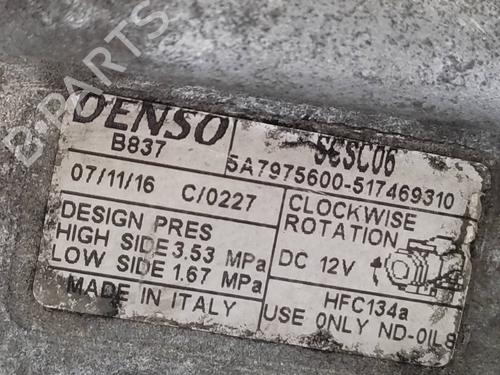 B-PARTS
DENSO
B837
SCSC06
5A7975600-517469310
07/11/16 C/0227
CLOCKWISE
ROTATION
DESIGN PRES
HIGH SIDE 3.53 MPa
LOW SIDE 1.67 MPa
DC 12V
MADE IN ITALY
HFC134a
USE ONLY ND-OIL8